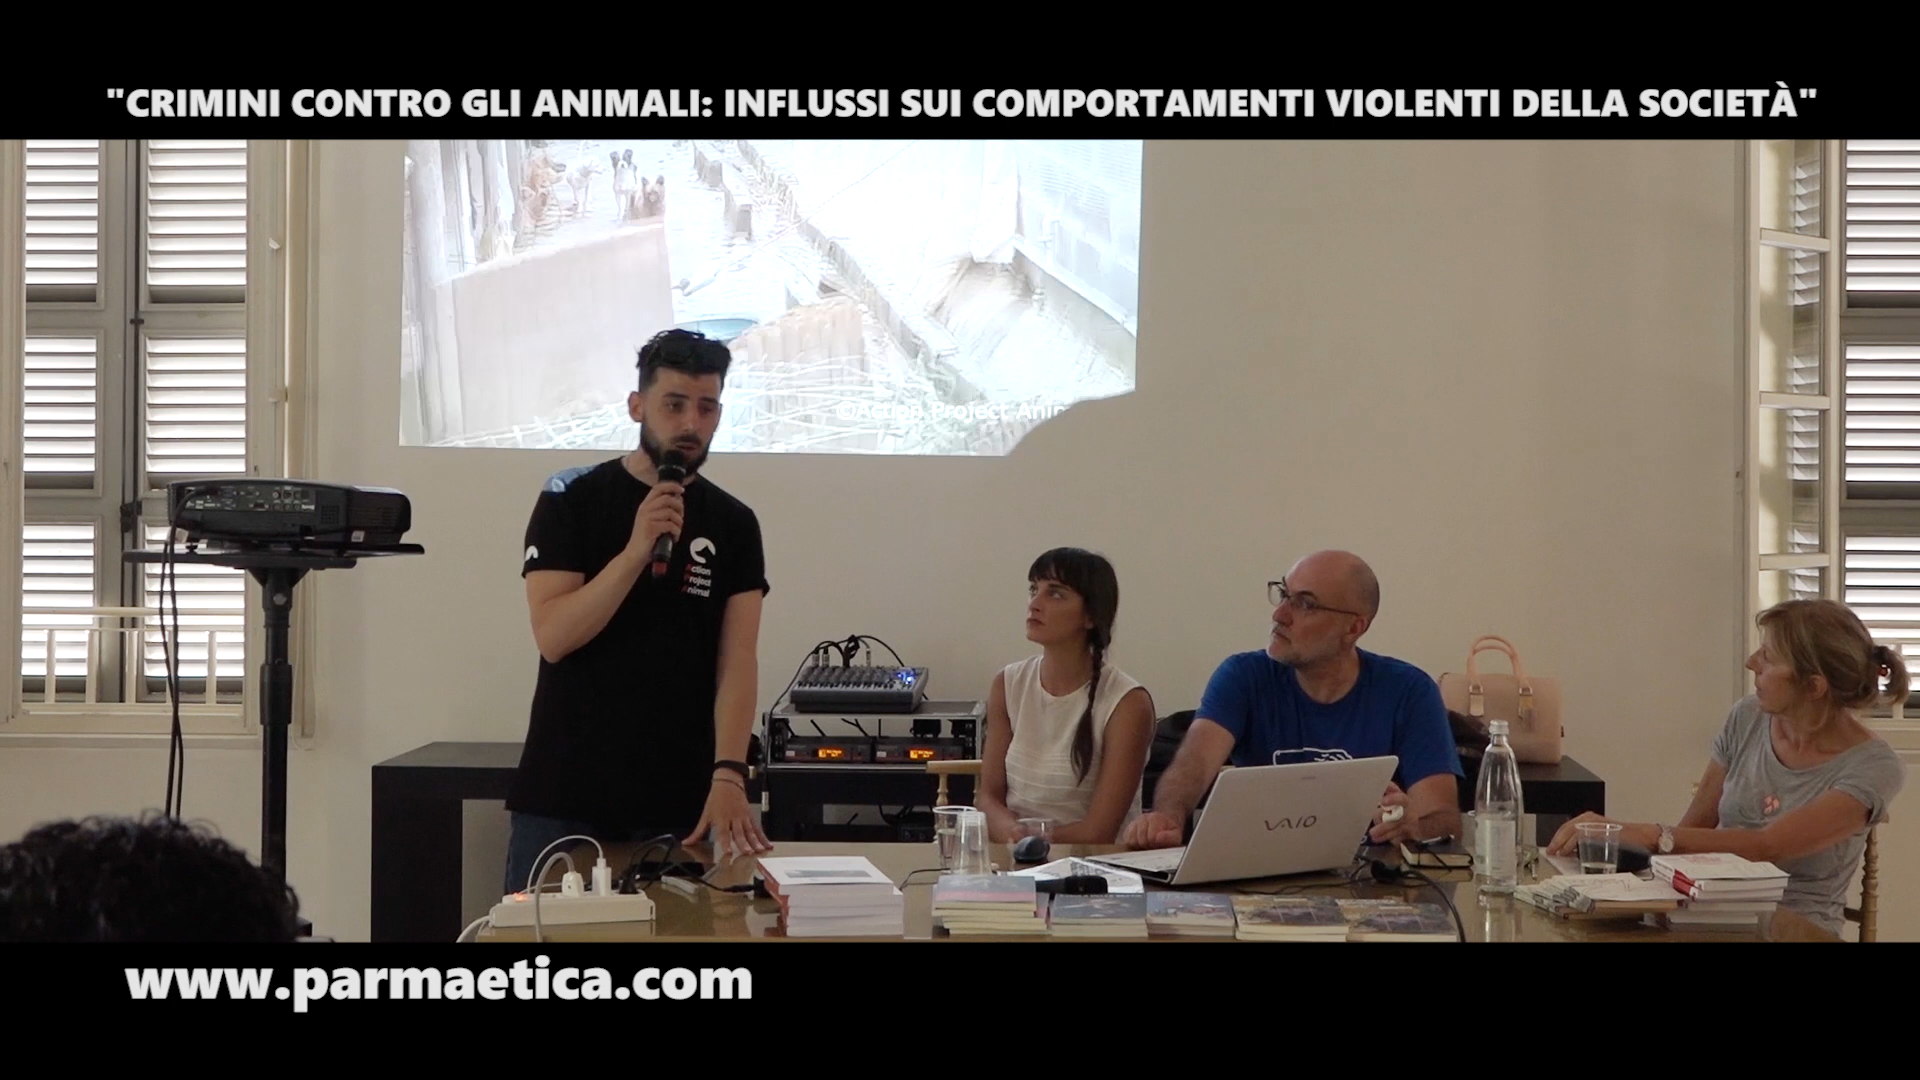 "CRIMINI CONTRO GLI ANIMALI: INFLUSSI SUI COMPORTAMENTI VIOLENTI DELLA SOCIETÀ"
©Action Project Anim
Action
Project
Animal
VAIO
www.parmaetica.com